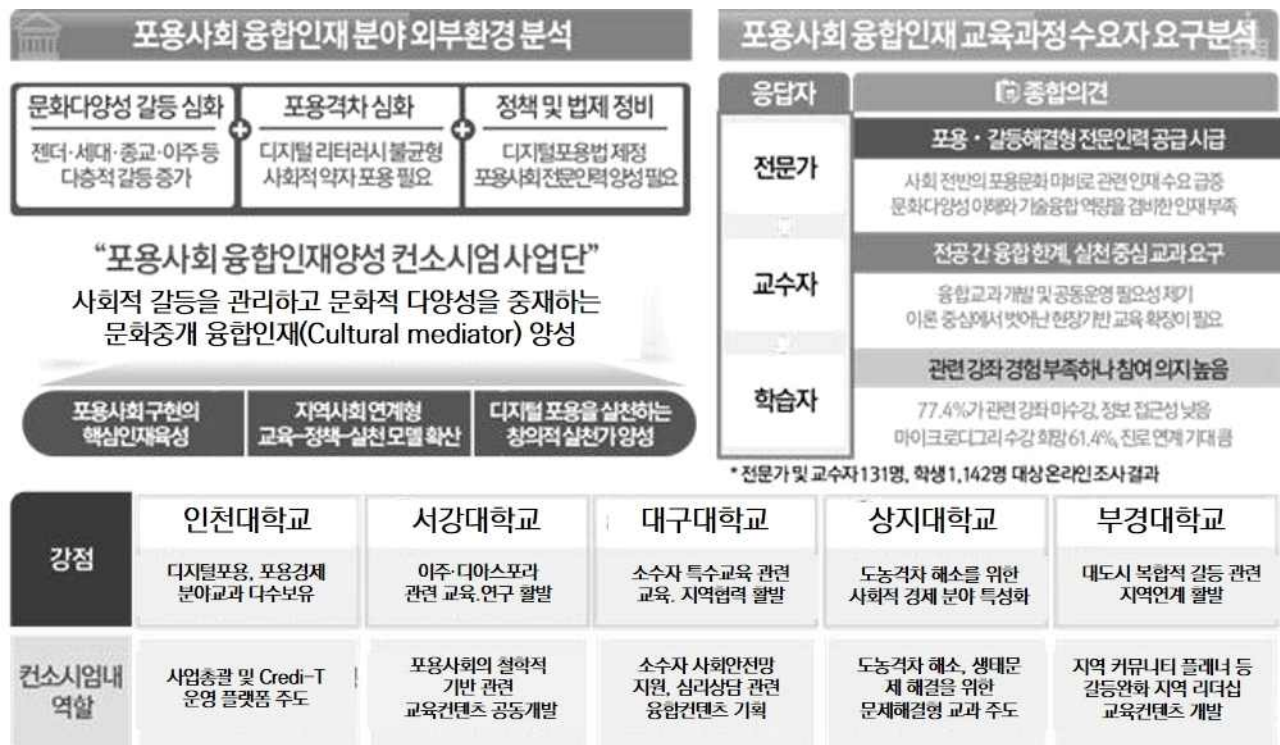 포용사회 융합인재 분야 외부환경 분석
문화다양성 갈등 심화
젠더·세대·종교·이주 등
다층적 갈등 증가
포용격차 심화
디지털 리터러시 불균형
사회적 약자 포용 필요
정책 및 법제 정비
디지털포용법 제정
포용사회 전문인력 양성 필요
“포용사회 융합인재양성 컨소시엄 사업단”
사회적 갈등을 관리하고 문화적 다양성을 중재하는
문화중개 융합인재(Cultural mediator) 양성
포용사회 구현의
핵심인재육성
지역사회 연계형
교육-정책-실천 모델 확산
디지털 포용을 실천하는
창의적 실천가 양성
포용사회 융합인재 교육과정 수요자 요구분석
응답자
종합의견
전문가
포용·갈등해결형 전문인력 공급 시급
사회 전반의 포용문화 미비로 관련 인재 수요 급증
문화다양성 이해와 기술융합 역량을 겸비한 인재 부족
교수자
전공 간 융합 한계, 실천 중심 교과 요구
융합교과 개발 및 공동운영 필요성 제기
이론 중심에서 벗어난 현장기반 교육 확장이 필요
학습자
관련 강좌 경험 부족하나 참여 의지 높음
77.4%가 관련 강좌 미수강, 정보 접근성 낮음
마이크로디그리 수강 희망 61.4%, 진로 연계 기대 큼
* 전문가 및 교수자 131명, 학생 1,142명 대상 온라인 조사 결과
강점
인천대학교
디지털포용, 포용경제
분야교과 다수보유
서강대학교
이주·디아스포라
관련 교육.연구 활발
대구대학교
소수자 특수교육 관련
교육. 지역협력 활발
상지대학교
도농격차 해소를 위한
사회적 경제 분야 특성화
부경대학교
대도시 복합적 갈등 관련
지역연계 활발
컨소시엄내
역할
사업총괄 및 Credi-T
운영 플랫폼 주도
포용사회의 철학적
기반 관련
교육컨텐츠 공동개발
소수자 사회안전망
지원, 심리상담 관련
융합컨텐츠 기획
도농격차 해소, 생태문
제 해결을 위한
문제해결형 교과 주도
지역 커뮤니티 플래너 등
갈등완화 지역 리더십
교육컨텐츠 개발